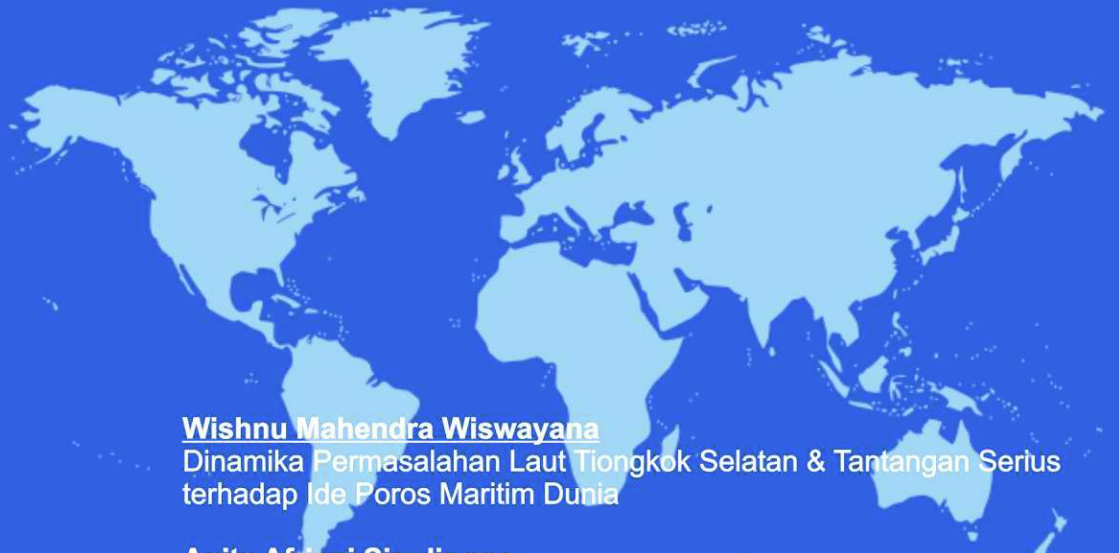 Wishnu Mahendra Wiswayana
Dinamika Permasalahan Laut Tiongkok Selatan & Tantangan Serius
terhadap Ide Poros Maritim Dunia